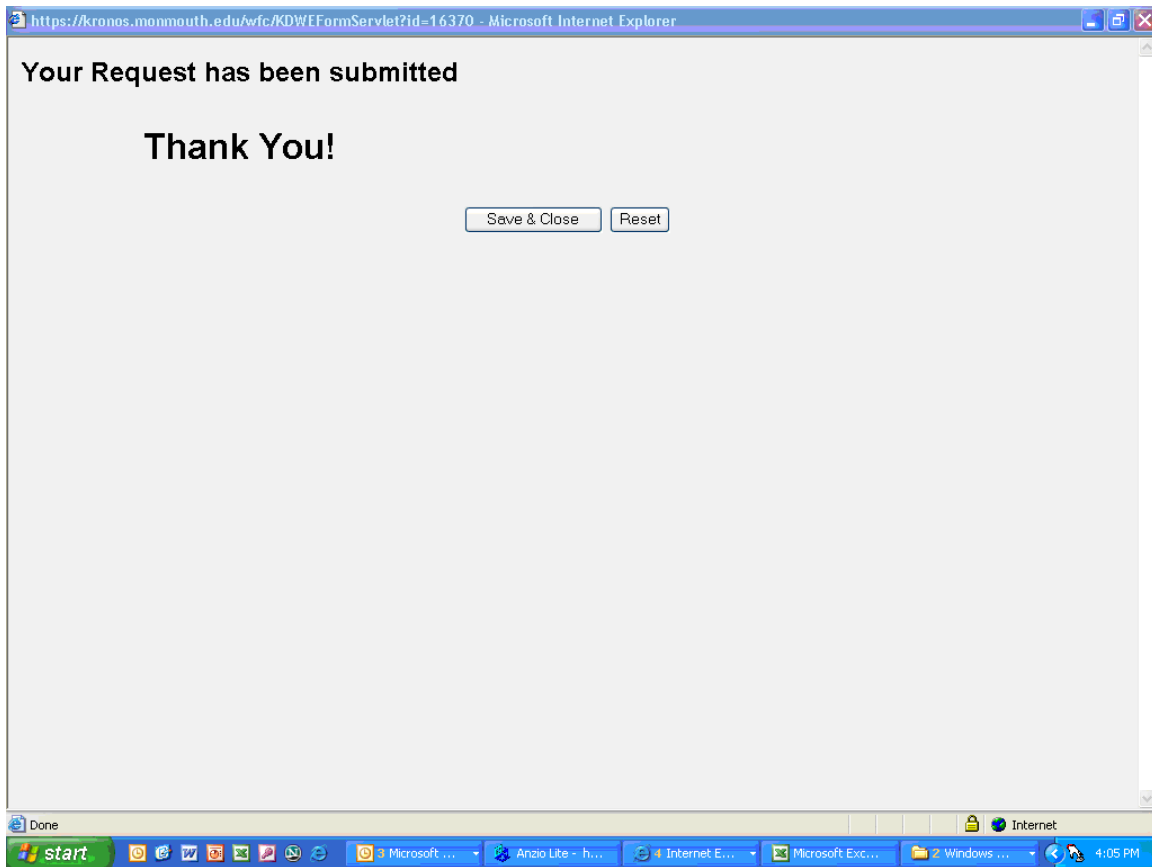 https://kronos.monmouth.edu/wfc/KDWEFormServlet?id=16370 - Microsoft Internet Explorer
Your Request has been submitted
Thank You!
Save & Close Reset
Done Internet
start 3 Microsoft ... Anzio Lite - h... 4 Internet E... Microsoft Exc... 2 Windows ... 4:05 PM